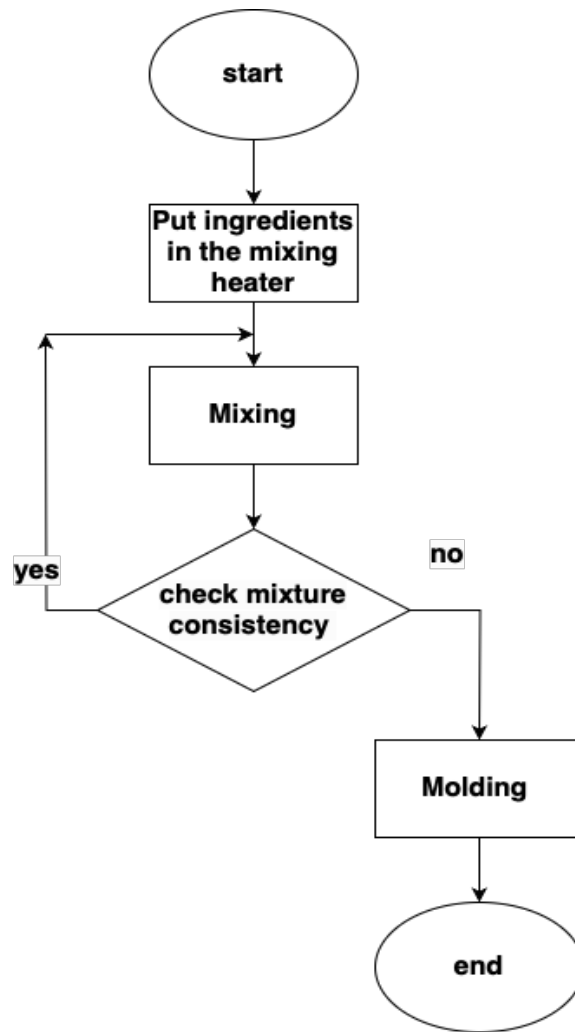 start
Put ingredients
in the mixing
heater
Mixing
no
yes
check mixture
consistency
Molding
end